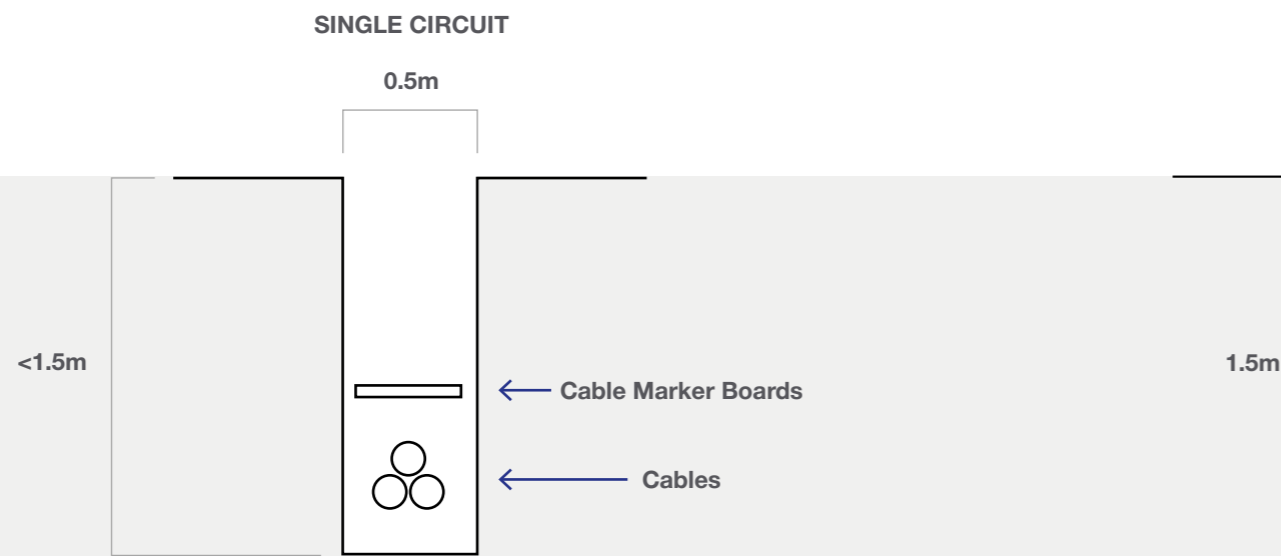 SINGLE CIRCUIT
0.5m
<1.5m
1.5m
Cable Marker Boards
Cables